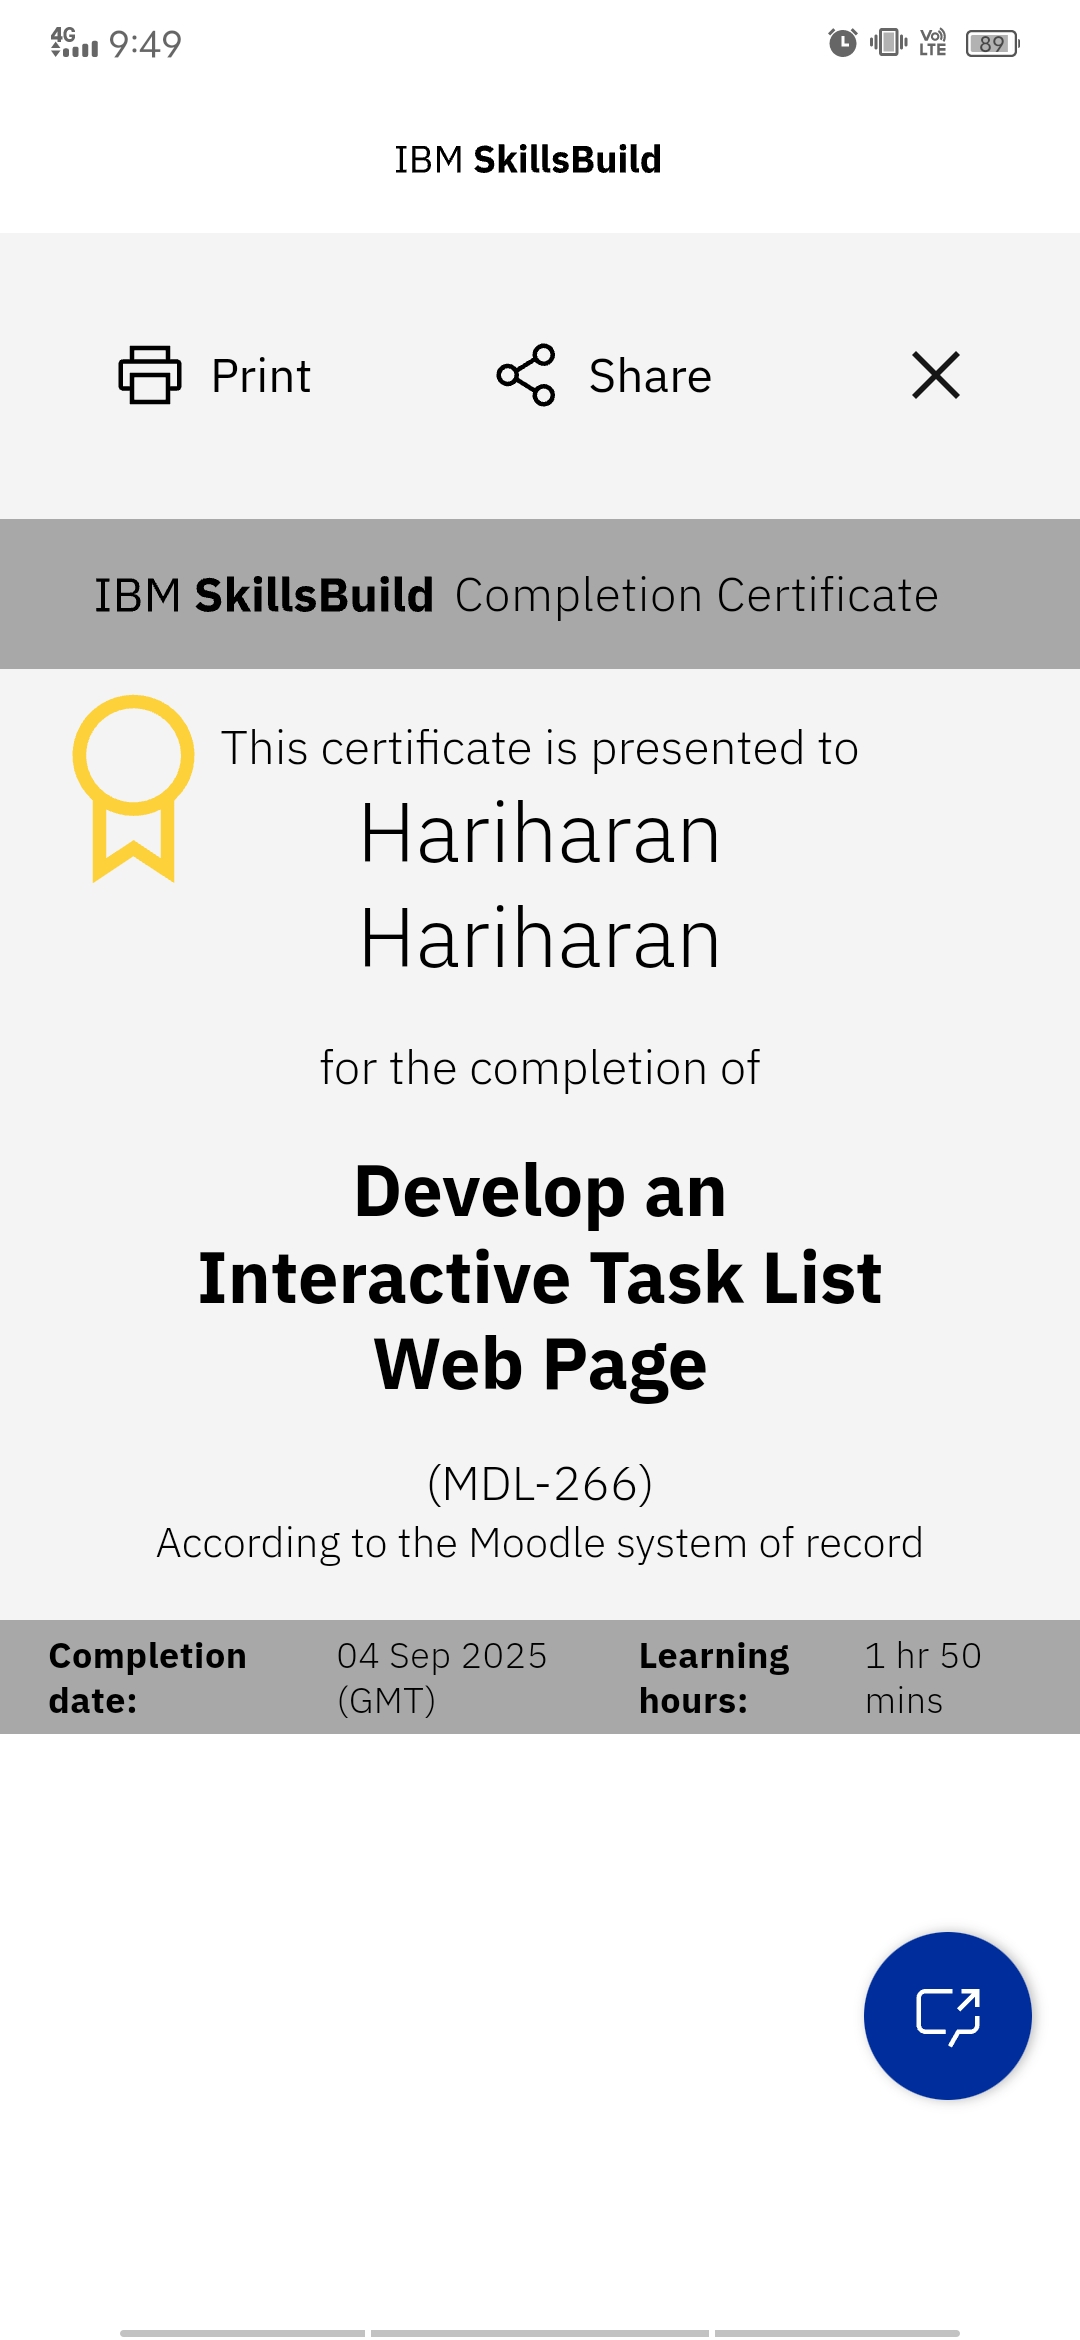 4G 9:49 Vo) LTE 89
IBM SkillsBuild
Print Share
IBM SkillsBuild Completion Certificate
This certificate is presented to
Hariharan
Hariharan
for the completion of
Develop an
Interactive Task List
Web Page
(MDL-266)
According to the Moodle system of record
Completion date: 04 Sep 2025 (GMT) Learning hours: 1 hr 50 mins